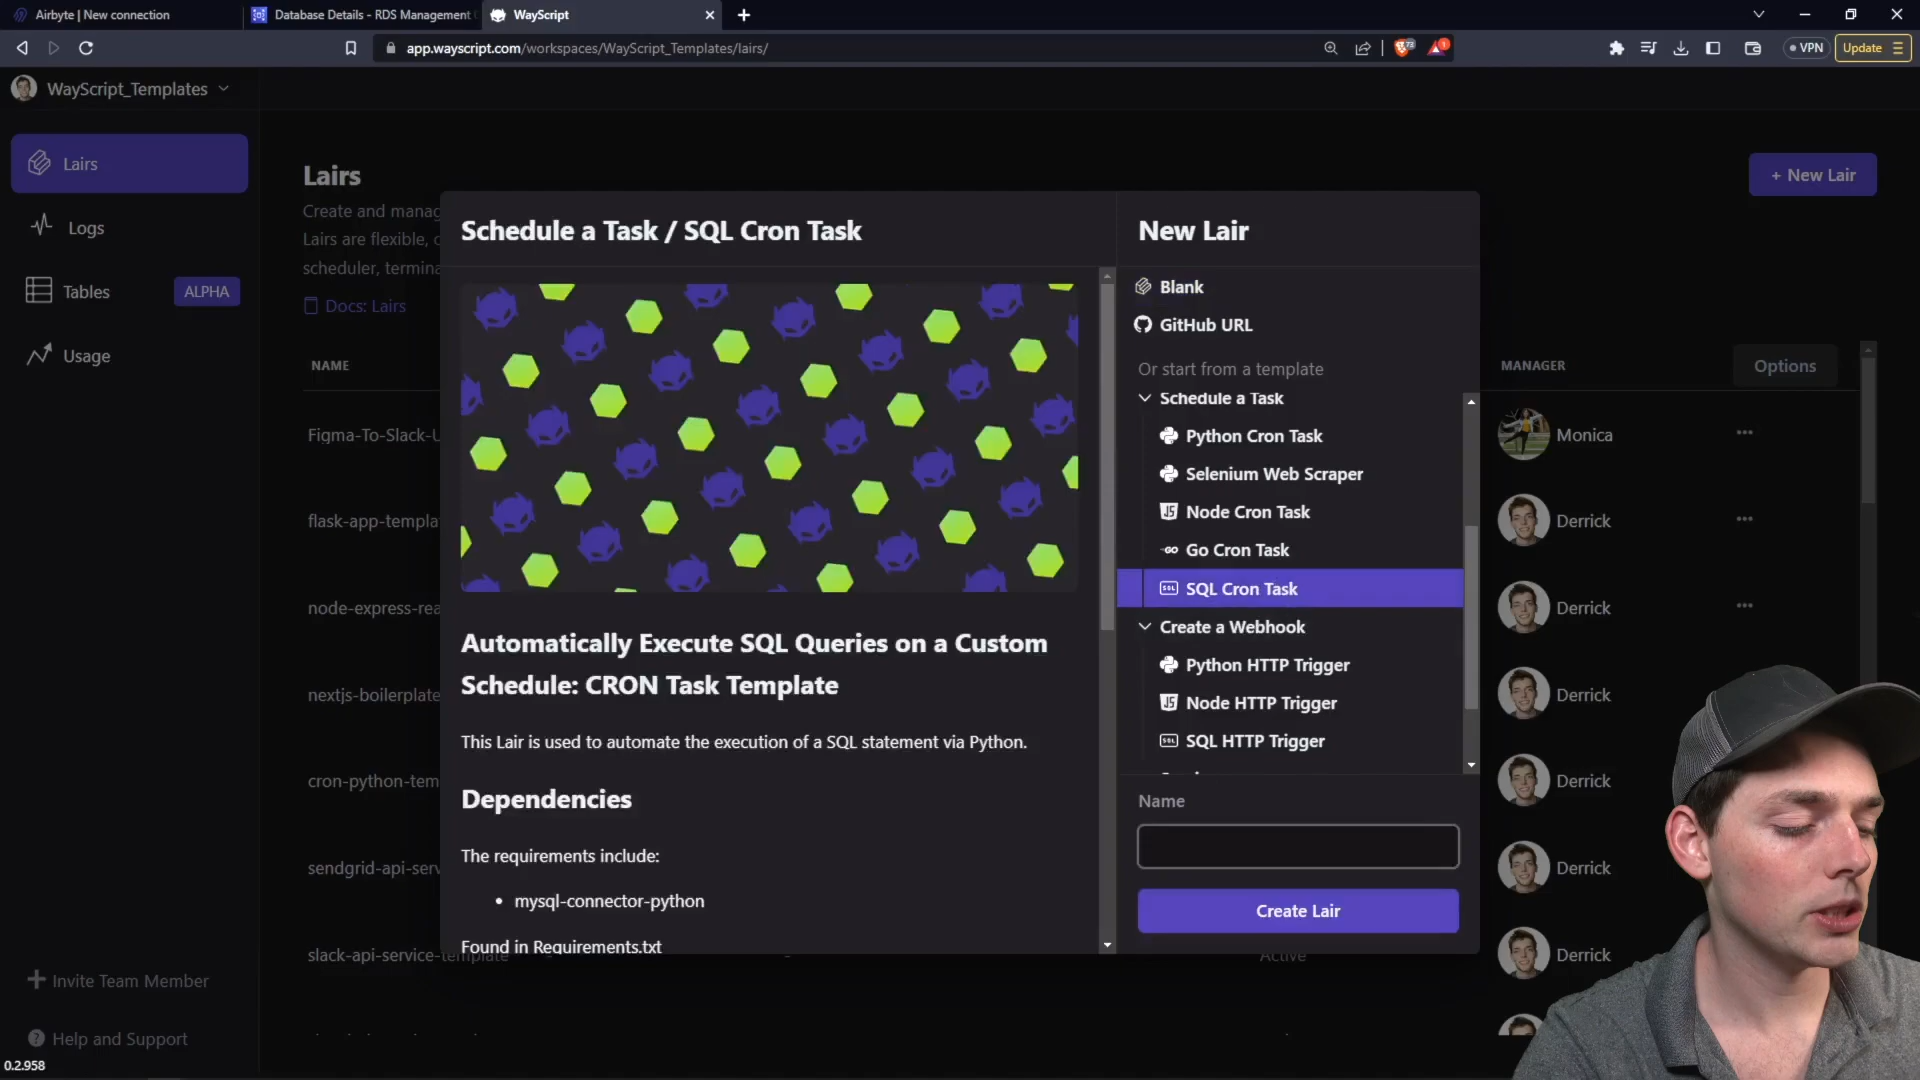 Airbyte | New connection
Database Details - RDS Management
WayScript
app.wayscript.com/workspaces/WayScript_Templates/lairs/
VPN
Update
WayScript_Templates
Lairs
Logs
Tables
ALPHA
Usage
Invite Team Member
Help and Support
0.2.958
Lairs
+ New Lair
Create and manag
Lairs are flexible, c
scheduler, termina
Docs: Lairs
NAME
MANAGER
Options
Figma-To-Slack-U
Monica
flask-app-templa
Derrick
node-express-rea
Derrick
nextjs-boilerplate
Derrick
cron-python-tem
Derrick
sendgrid-api-serv
Derrick
slack-api-service-template
Active
Derrick
Schedule a Task / SQL Cron Task
Automatically Execute SQL Queries on a Custom
Schedule: CRON Task Template
This Lair is used to automate the execution of a SQL statement via Python.
Dependencies
The requirements include:
• mysql-connector-python
Found in Requirements.txt
New Lair
Blank
GitHub URL
Or start from a template
Schedule a Task
Python Cron Task
Selenium Web Scraper
Node Cron Task
Go Cron Task
SQL Cron Task
Create a Webhook
Python HTTP Trigger
Node HTTP Trigger
SQL HTTP Trigger
Name
Create Lair